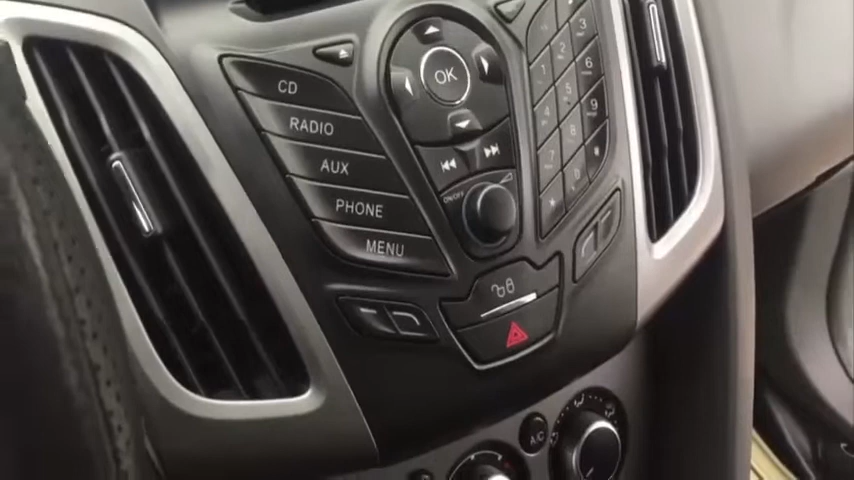 CD
RADIO
AUX
PHONE
MENU
OK
ON/OFF
1 2 3
4 5 6
7 8 9
* 0 #
A/C